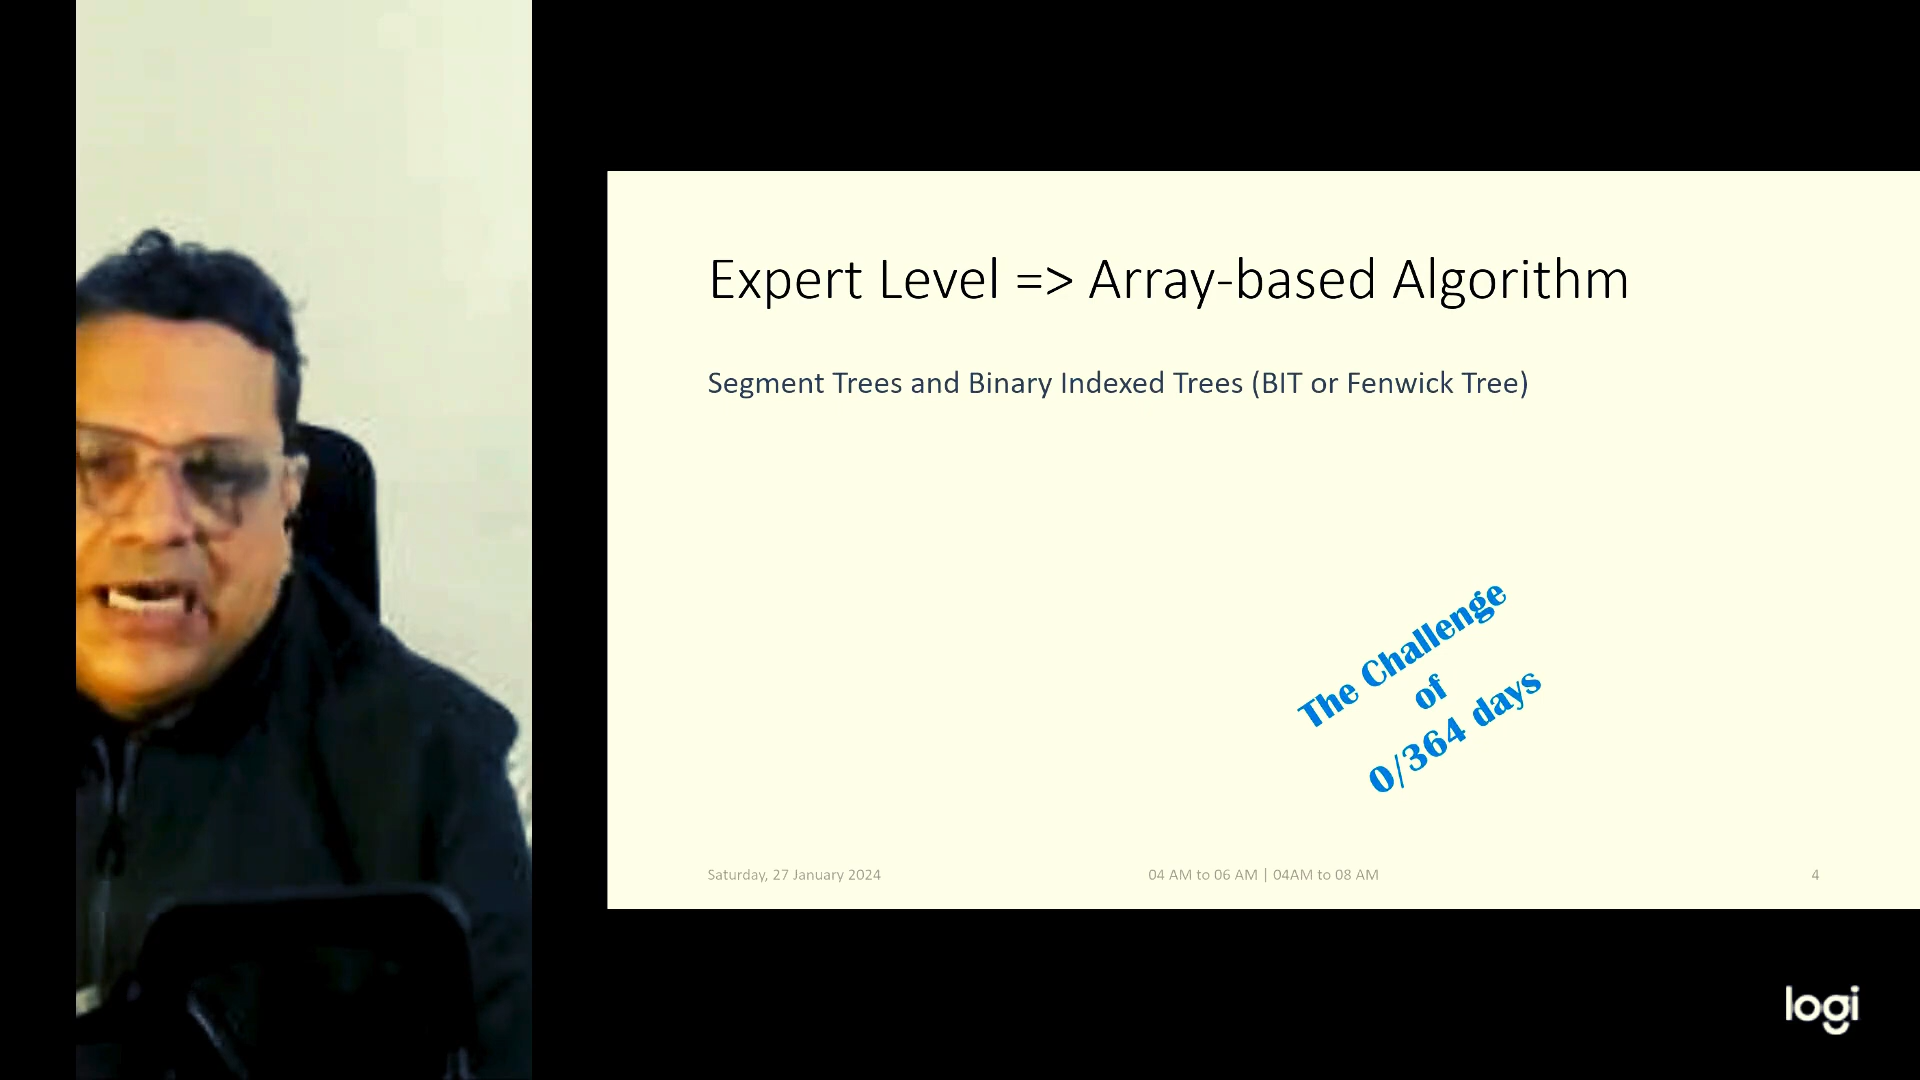 Expert Level => Array-based Algorithm
Segment Trees and Binary Indexed Trees (BIT or Fenwick Tree)
The Challenge
of
0/364 days
Saturday, 27 January 2024
04 AM to 06 AM | 04AM to 08 AM
4
logi